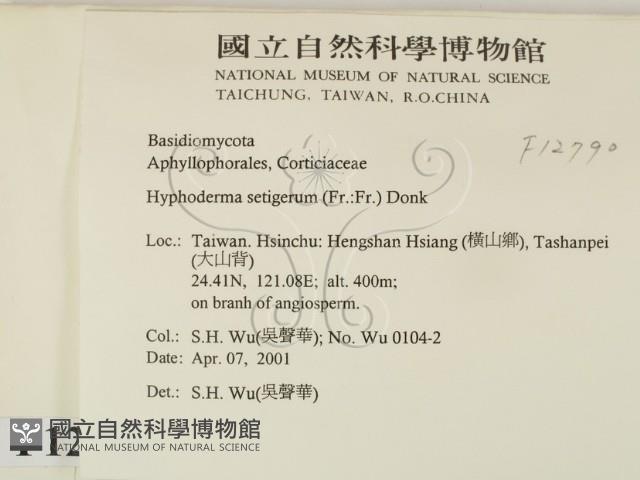 國立自然科學博物館
NATIONAL MUSEUM OF NATURAL SCIENCE
TAICHUNG, TAIWAN, R.O.CHINA
F12790
Basidiomycota
Aphyllophorales, Corticiaceae
Hyphoderma setigerum (Fr.:Fr.) Donk
Loc.: Taiwan. Hsinchu: Hengshan Hsiang (橫山鄉), Tashanpei
(大山背)
24.41N, 121.08E; alt. 400m;
on branh of angiosperm.
Col.: S.H. Wu(吳聲華); No. Wu 0104-2
Date: Apr. 07, 2001
Det.: S.H. Wu(吳聲華)
國立自然科學博物館
NATIONAL MUSEUM OF NATURAL SCIENCE